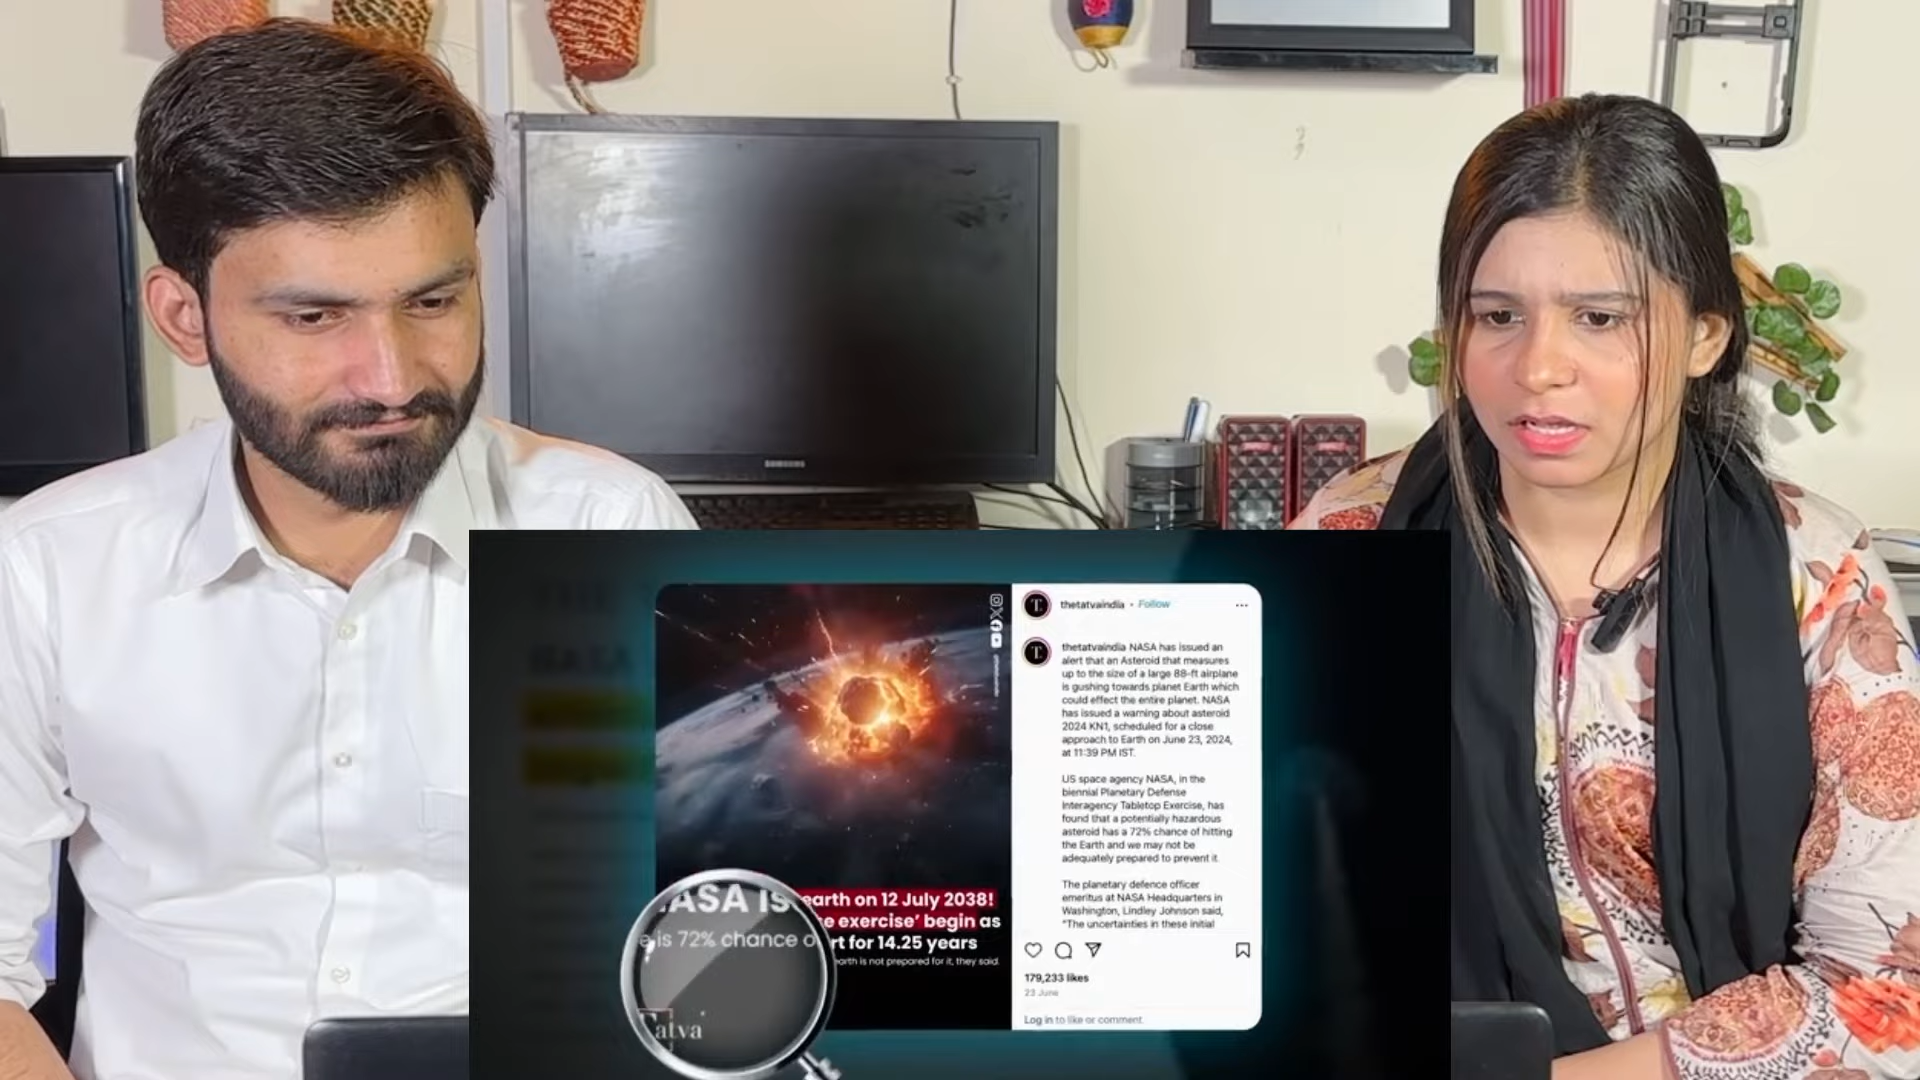 SAMSUNG
thetatvaindia • Follow
thetatvaindia NASA has issued an
alert that an Asteroid that measures
up to the size of a large 88-ft airplane
is gushing towards planet Earth which
could effect the entire planet. NASA
has issued a warning about asteroid
2024 KN1, scheduled for a close
approach to Earth on June 23, 2024,
at 11:39 PM IST.
US space agency NASA, in the
biennial Planetary Defense
Interagency Tabletop Exercise, has
found that a potentially hazardous
asteroid has a 72% chance of hitting
the Earth and we may not be
adequately prepared to prevent it.
The planetary defence officer
emeritus at NASA Headquarters in
Washington, Lindley Johnson said,
"The uncertainties in these initial
179,233 likes
23 June
Log in to like or comment.
earth on 12 July 2038!
exercise' begin as
for 14.25 years
earth is not prepared for it, they said.
is 72% chance